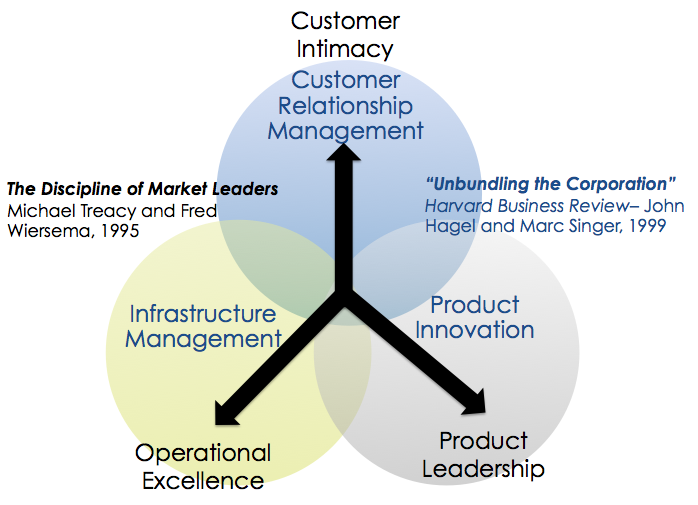 Customer
Intimacy
Customer
Relationship
Management
The Discipline of Market Leaders
Michael Treacy and Fred
Wiersema, 1995
“Unbundling the Corporation”
Harvard Business Review– John
Hagel and Marc Singer, 1999
Infrastructure
Management
Product
Innovation
Operational
Excellence
Product
Leadership